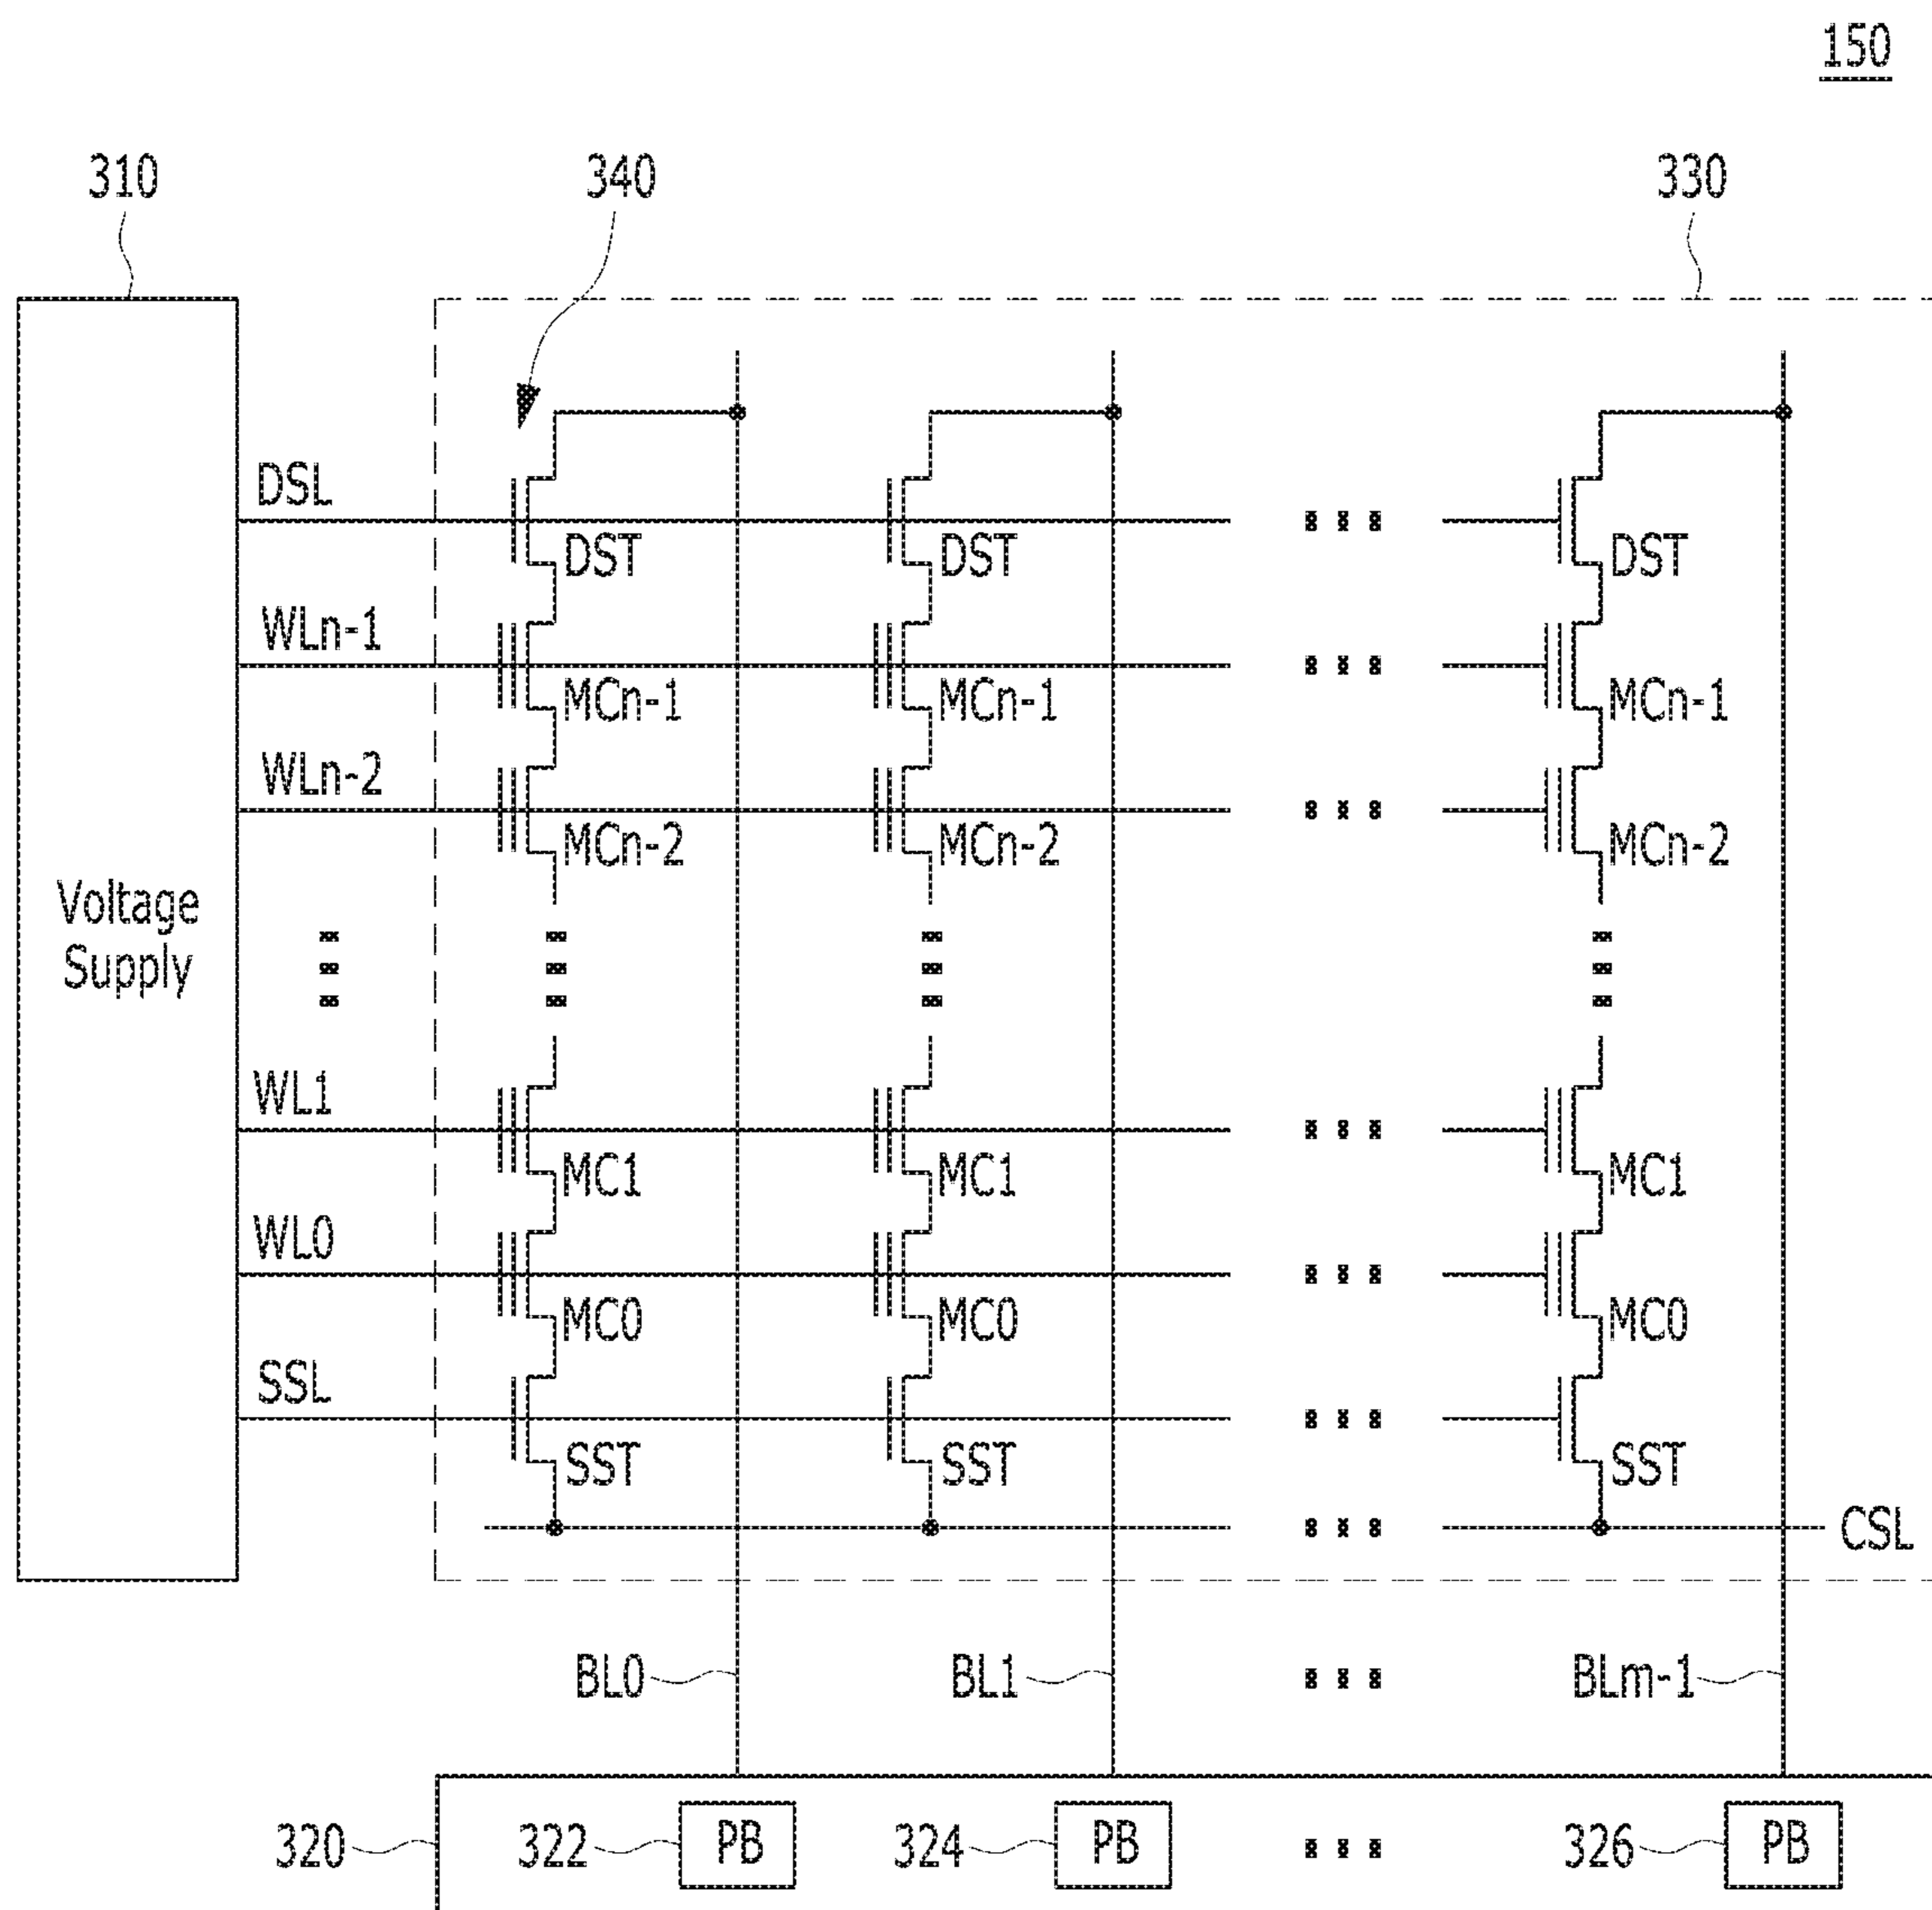 150
310
340
330
DSL
DST DST DST
WLn-1
MCn-1 MCn-1 MCn-1
WLn-2
MCn-2 MCn-2 MCn-2
Voltage
Supply
WL1
MC1 MC1 MC1
WL0
MC0 MC0 MC0
SSL
SST SST SST
CSL
BL0 BL1 BLm-1
320 322 PB 324 PB 326 PB